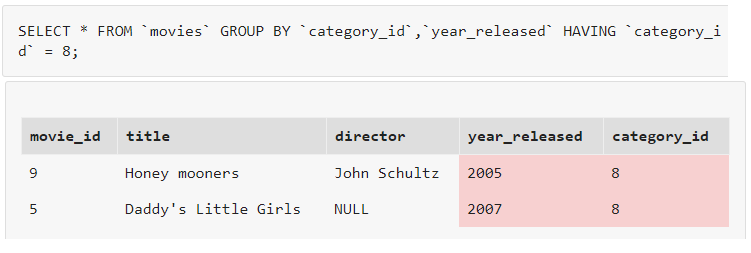 SELECT * FROM `movies` GROUP BY `category_id`,`year_released` HAVING `category_i
d` = 8;
movie_id title director year_released category_id
9 Honey mooners John Schultz 2005 8
5 Daddy's Little Girls NULL 2007 8